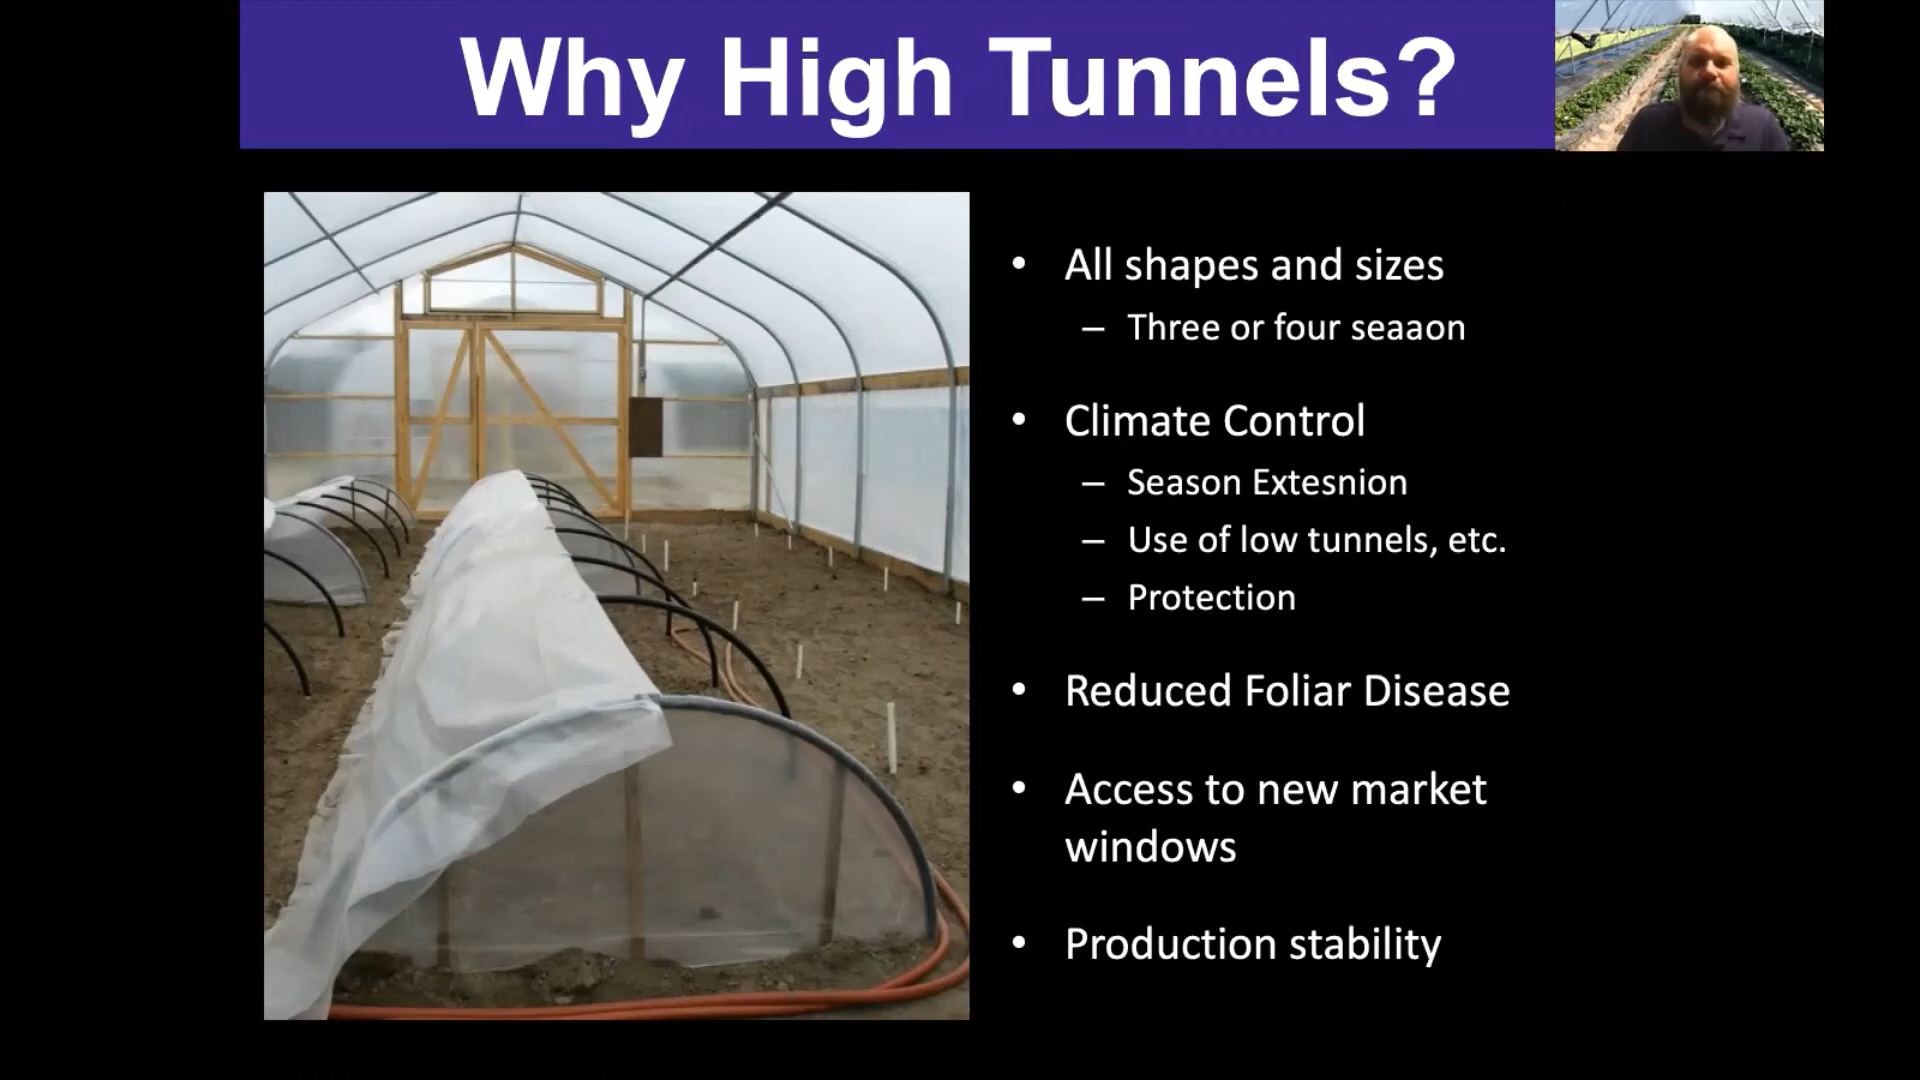 Why High Tunnels?
• All shapes and sizes
– Three or four seaaon
• Climate Control
– Season Extesnion
– Use of low tunnels, etc.
– Protection
• Reduced Foliar Disease
• Access to new market
windows
• Production stability